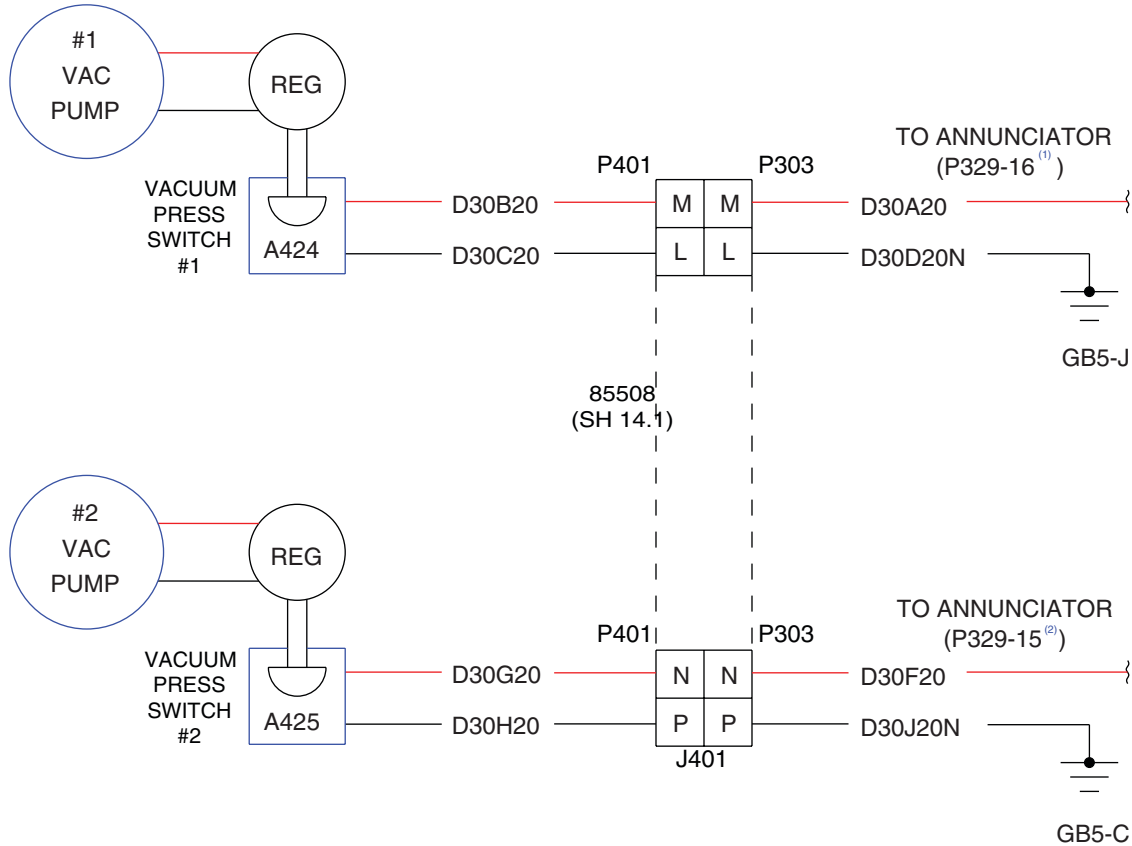 #1
VAC
PUMP
REG
VACUUM
PRESS
SWITCH
#1
A424
D30B20
D30C20
P401
P303
M M
L L
TO ANNUNCIATOR
(P329-16 (1) )
D30A20
D30D20N
GB5-J
85508
(SH 14.1)
#2
VAC
PUMP
REG
VACUUM
PRESS
SWITCH
#2
A425
D30G20
D30H20
P401
P303
N N
P P
J401
TO ANNUNCIATOR
(P329-15 (2) )
D30F20
D30J20N
GB5-C